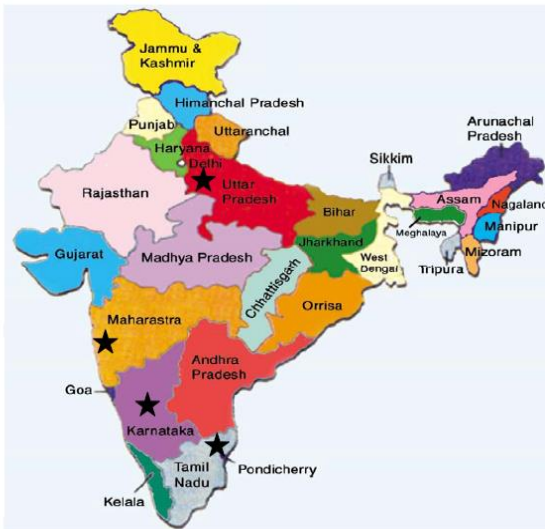 Jammu &
Kashmir
Himanchal Pradesh
Punjab
Uttaranchal
Haryana
Delhi
Arunachal
Pradesh
Sikkim
Rajasthan
Uttar
Pradesh
Assam
Nagaland
Bihar
Meghalaya
Manipur
Jharkhand
Gujarat
Madhya Pradesh
West
Bengal
Tripura
Mizoram
Chhattisgarh
Maharastra
Orrisa
Andhra
Pradesh
Goa
Karnataka
Tamil
Nadu
Pondicherry
Kelala